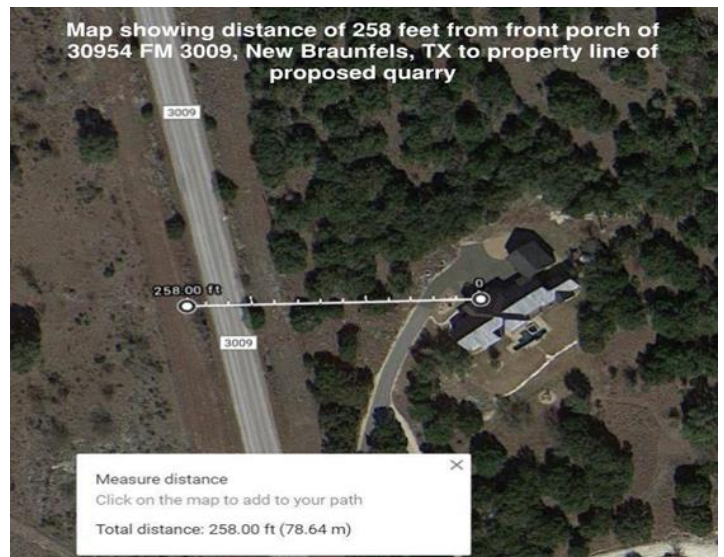 Map showing distance of 258 feet from front porch of
30954 FM 3009, New Braunfels, TX to property line of
proposed quarry
3009
258.00 ft
0
3009
Measure distance
Click on the map to add to your path
Total distance: 258.00 ft (78.64 m)